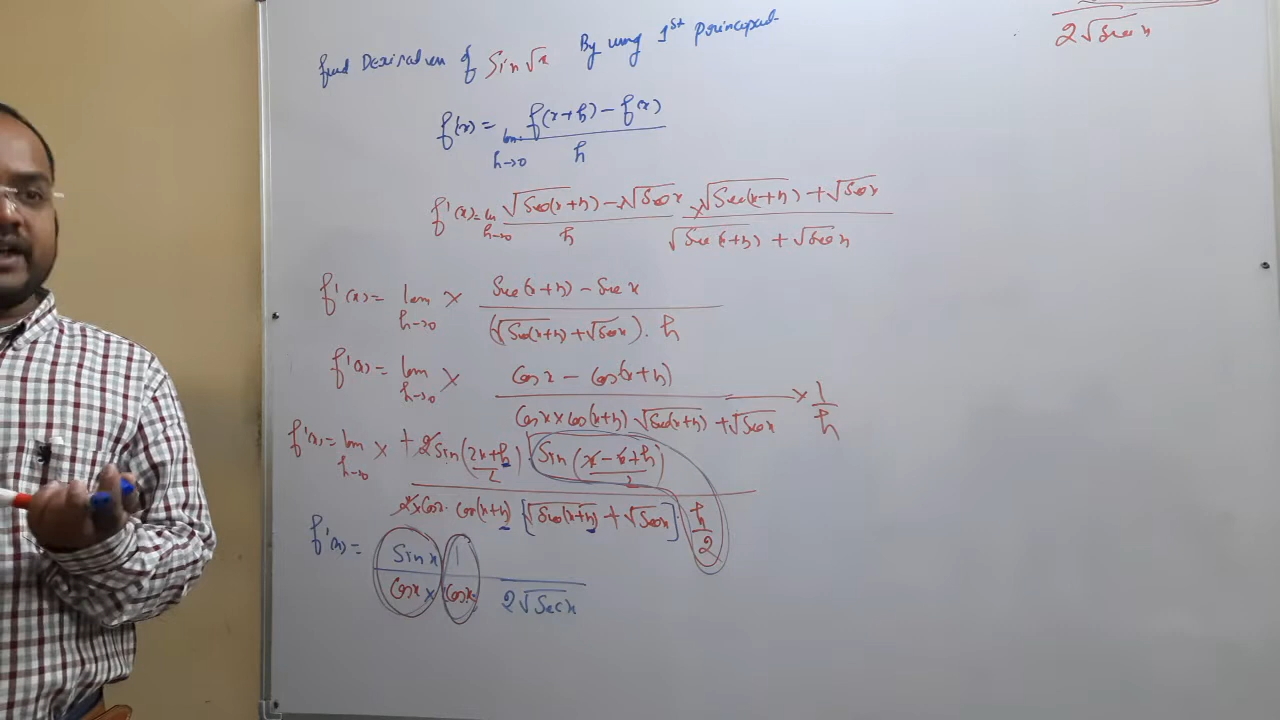 find Derivation of Sin√x By using 1st Principal
2√Sec x
f'(x) = lim h→0 f(x+h) - f(x) / h
f'(x) = lim h→0 √Sec(x+h) - √Sec x / h × √Sec(x+h) + √Sec x / √Sec(x+h) + √Sec x
f'(x) = lim h→0 × Sec(x+h) - Sec x / (√Sec(x+h) + √Sec x) . h
f'(x) = lim h→0 × Cos x - Cos(x+h) / Cos x × Cos(x+h) √Sec(x+h) + √Sec x × 1/h
f'(x) = lim h→0 × + 2 Sin(2x+h/2) Sin(x-x+h/2) / 2×Cos x . Cos(x+h) [√Sec(x+h) + √Sec x] . h/2
f'(x) = Sin x / Cos x × 1 / Cos x 2√Sec x